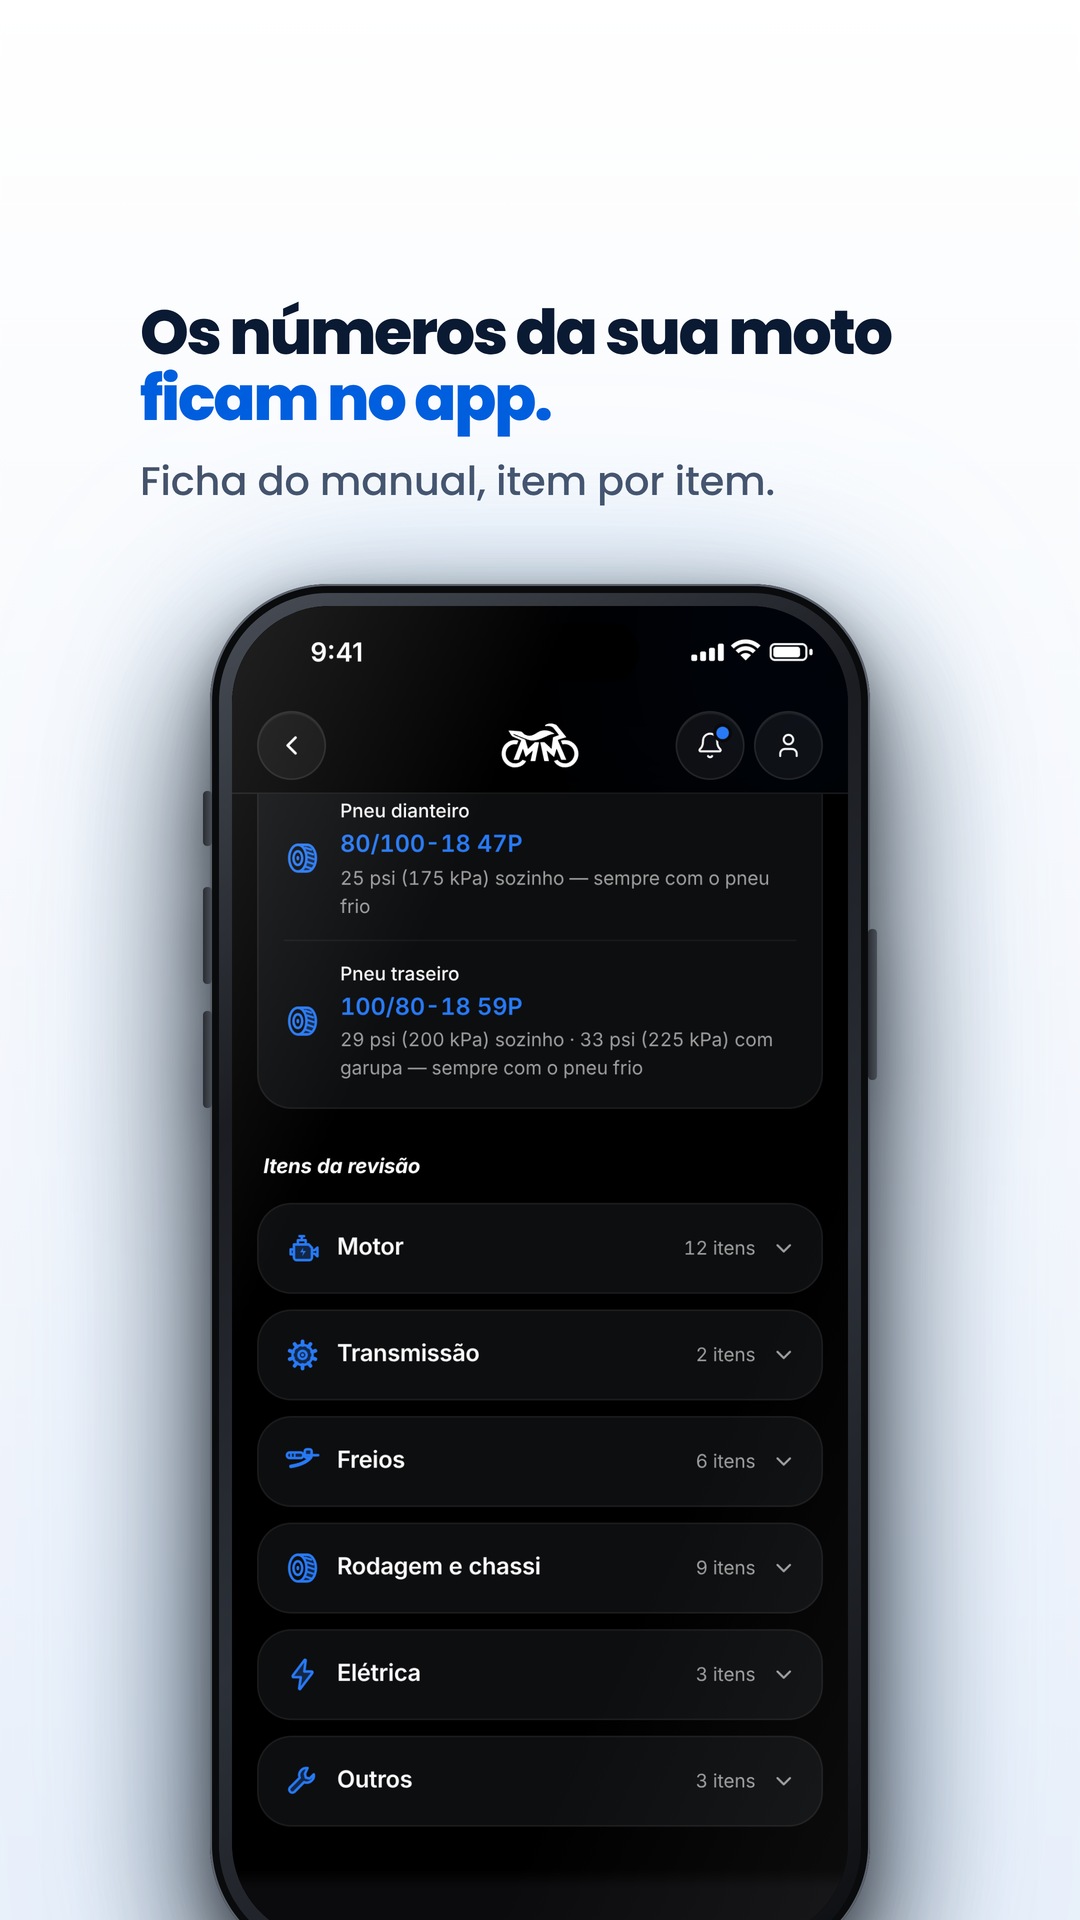 Os números da sua moto
ficam no app.
Ficha do manual, item por item.
9:41
MM
Pneu dianteiro
80/100-18 47P
25 psi (175 kPa) sozinho — sempre com o pneu
frio
Pneu traseiro
100/80-18 59P
29 psi (200 kPa) sozinho · 33 psi (225 kPa) com
garupa — sempre com o pneu frio
Itens da revisão
Motor 12 itens
Transmissão 2 itens
Freios 6 itens
Rodagem e chassi 9 itens
Elétrica 3 itens
Outros 3 itens